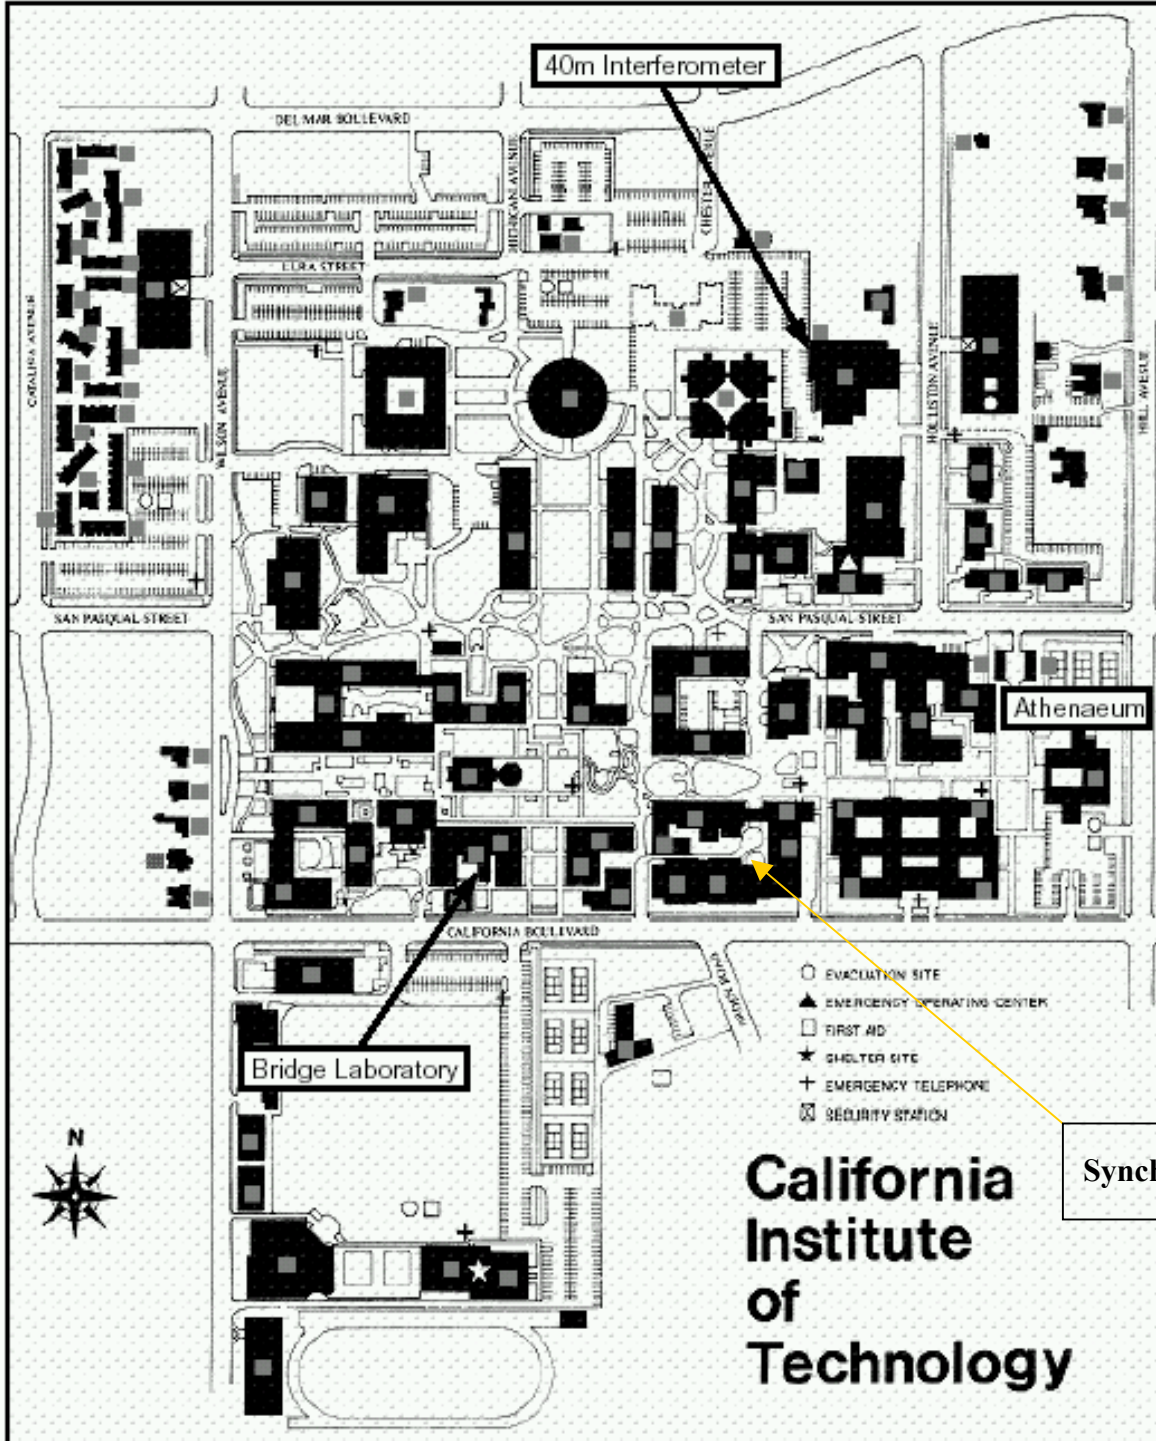 40m Interferometer
DEL MAR BOULEVARD
MICHIGAN AVENUE
CHESTER AVENUE
LURA STREET
CATALINA AVENUE
WILSON AVENUE
HOLLISTON AVENUE
HILL AVENUE
SAN PASQUAL STREET
SAN PASQUAL STREET
Athenaeum
CALIFORNIA BOULEVARD
EVACUATION SITE
EMERGENCY OPERATING CENTER
FIRST AID
SHELTER SITE
EMERGENCY TELEPHONE
SECURITY STATION
Bridge Laboratory
N
Synch
California
Institute
of
Technology